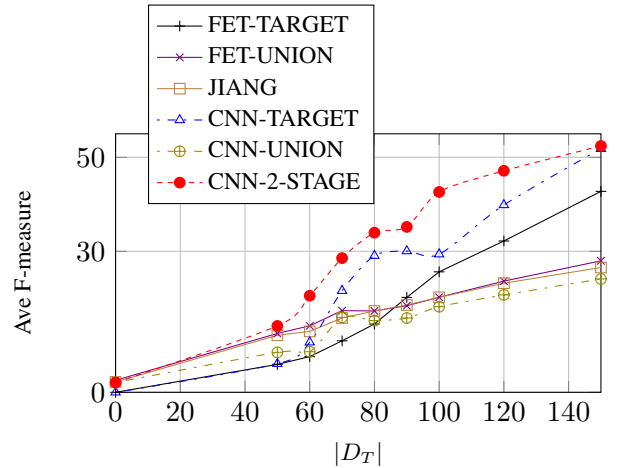 FET-TARGET
FET-UNION
JIANG
CNN-TARGET
CNN-UNION
CNN-2-STAGE
50
30
0
Ave F-measure
0 20 40 60 80 100 120 140
|D_T|